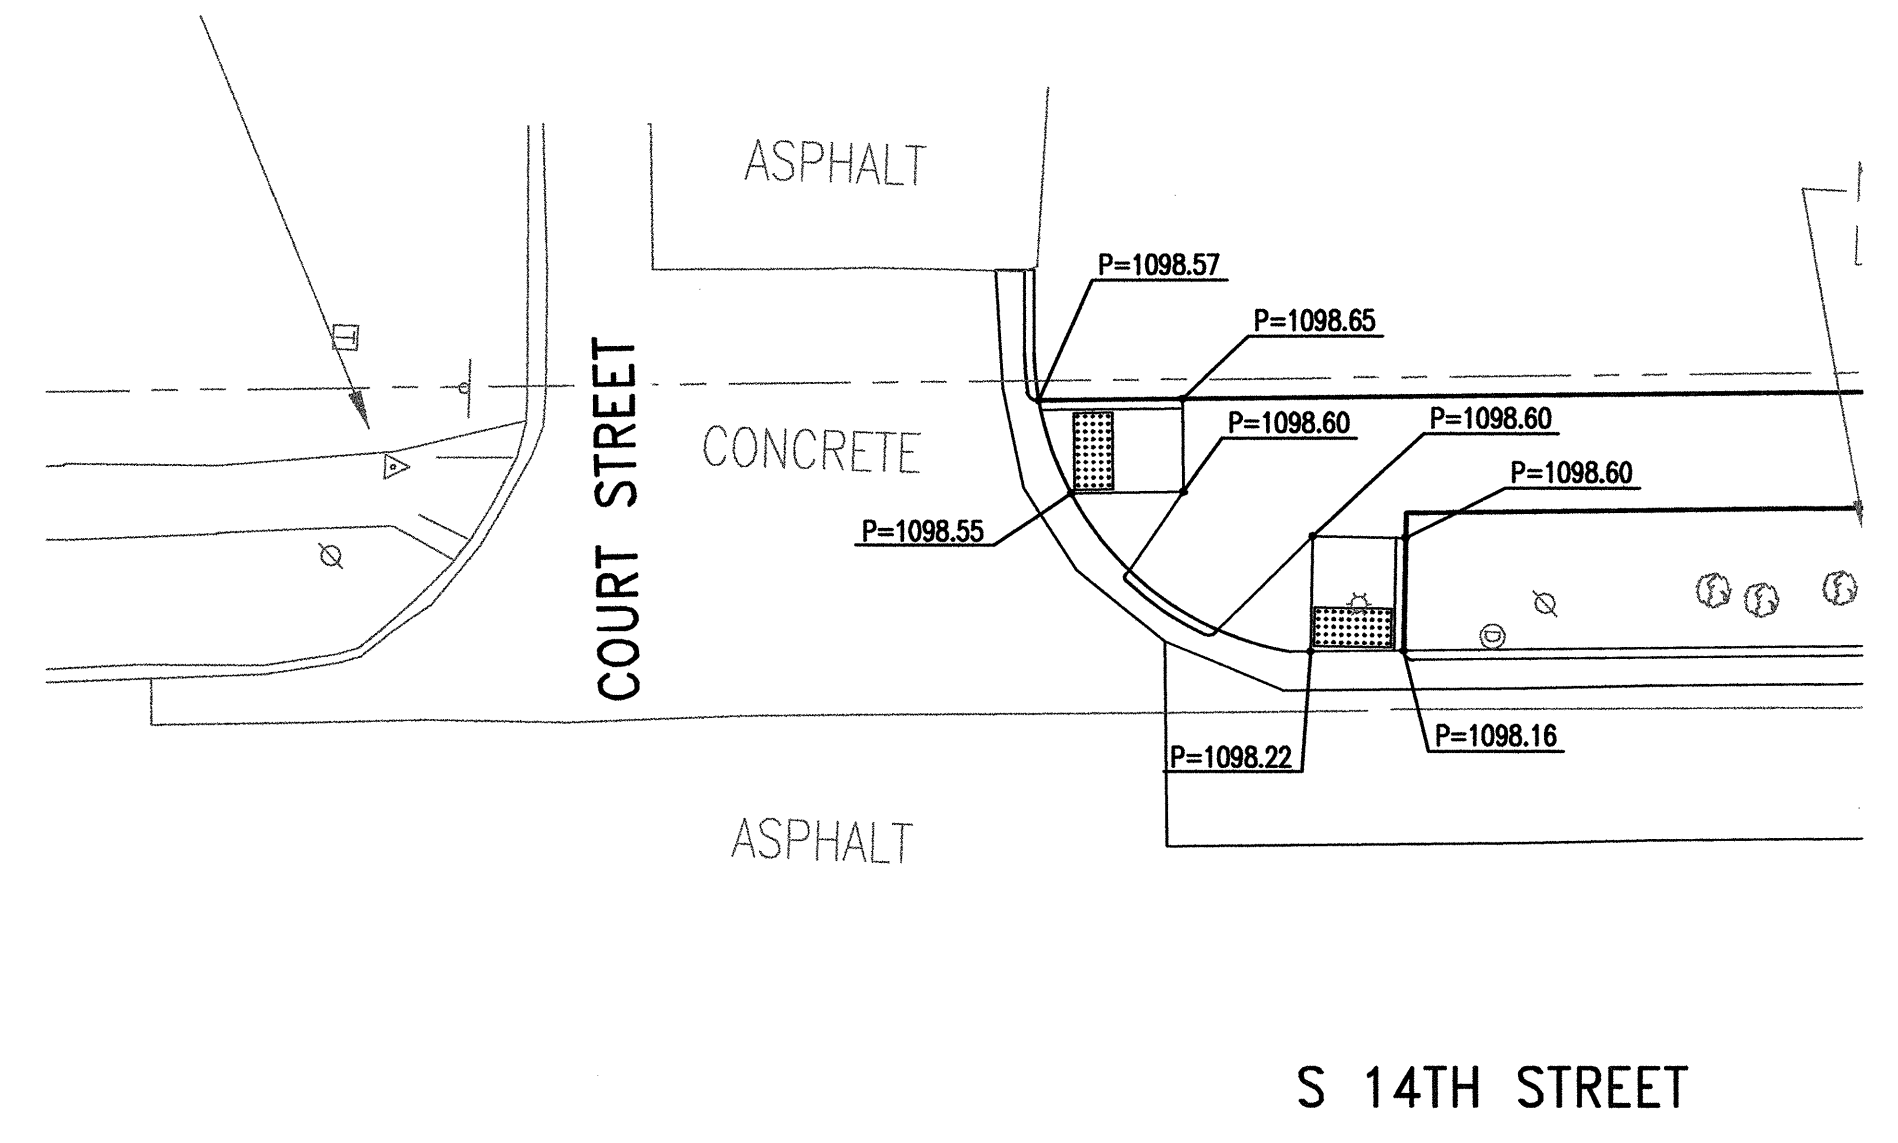 ASPHALT
P=1098.57
P=1098.65
P=1098.60
P=1098.60
CONCRETE
P=1098.60
P=1098.55
COURT STREET
P=1098.22
P=1098.16
ASPHALT
S 14TH STREET